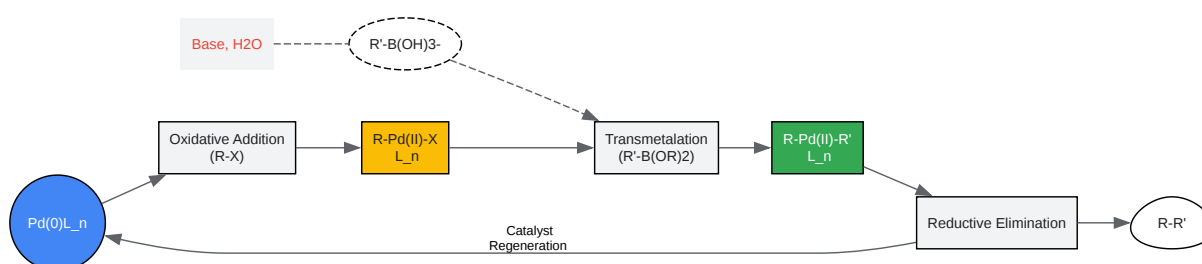 Base, H2O
R'-B(OH)3-
Oxidative Addition
(R-X)
R-Pd(II)-X
L_n
Transmetalation
(R'-B(OR)2)
R-Pd(II)-R'
L_n
Pd(0)L_n
Reductive Elimination
R-R'
Catalyst
Regeneration